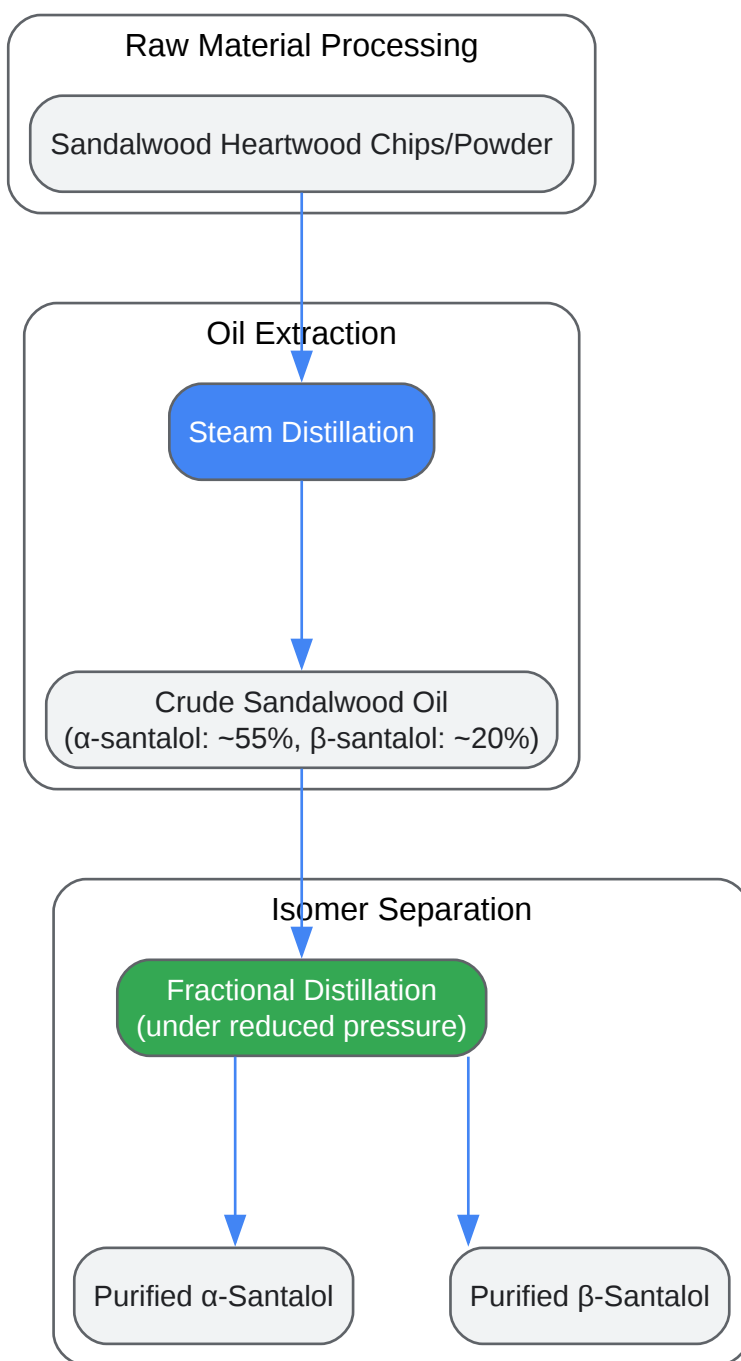 Raw Material Processing
Sandalwood Heartwood Chips/Powder
Oil Extraction
Steam Distillation
Crude Sandalwood Oil
(α-santalol: ~55%, β-santalol: ~20%)
Isomer Separation
Fractional Distillation
(under reduced pressure)
Purified α-Santalol
Purified β-Santalol